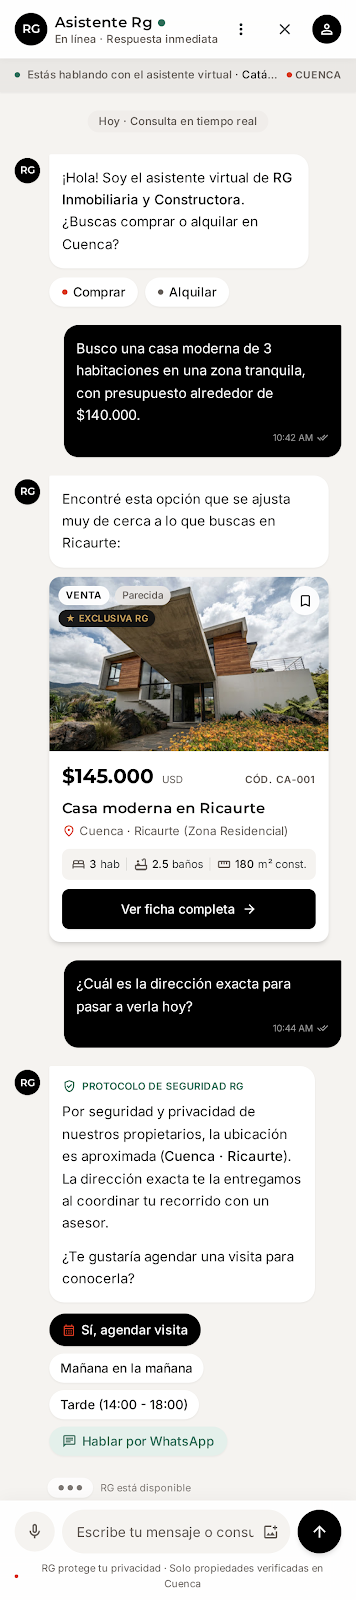 RG
Asistente Rg
En línea · Respuesta inmediata
Estás hablando con el asistente virtual · Catá...
CUENCA
Hoy · Consulta en tiempo real
RG
¡Hola! Soy el asistente virtual de RG
Inmobiliaria y Constructora.
¿Buscas comprar o alquilar en
Cuenca?
Comprar
Alquilar
Busco una casa moderna de 3
habitaciones en una zona tranquila,
con presupuesto alrededor de
$140.000.
10:42 AM
RG
Encontré esta opción que se ajusta
muy de cerca a lo que buscas en
Ricaurte:
VENTA
Parecida
★ EXCLUSIVA RG
$145.000 USD
CÓD. CA-001
Casa moderna en Ricaurte
Cuenca · Ricaurte (Zona Residencial)
3 hab
2.5 baños
180 m² const.
Ver ficha completa →
¿Cuál es la dirección exacta para
pasar a verla hoy?
10:44 AM
RG
PROTOCOLO DE SEGURIDAD RG
Por seguridad y privacidad de
nuestros propietarios, la ubicación
es aproximada (Cuenca · Ricaurte).
La dirección exacta te la entregamos
al coordinar tu recorrido con un
asesor.
¿Te gustaría agendar una visita para
conocerla?
Sí, agendar visita
Mañana en la mañana
Tarde (14:00 - 18:00)
Hablar por WhatsApp
RG está disponible
Escribe tu mensaje o consu
RG protege tu privacidad · Solo propiedades verificadas en
Cuenca